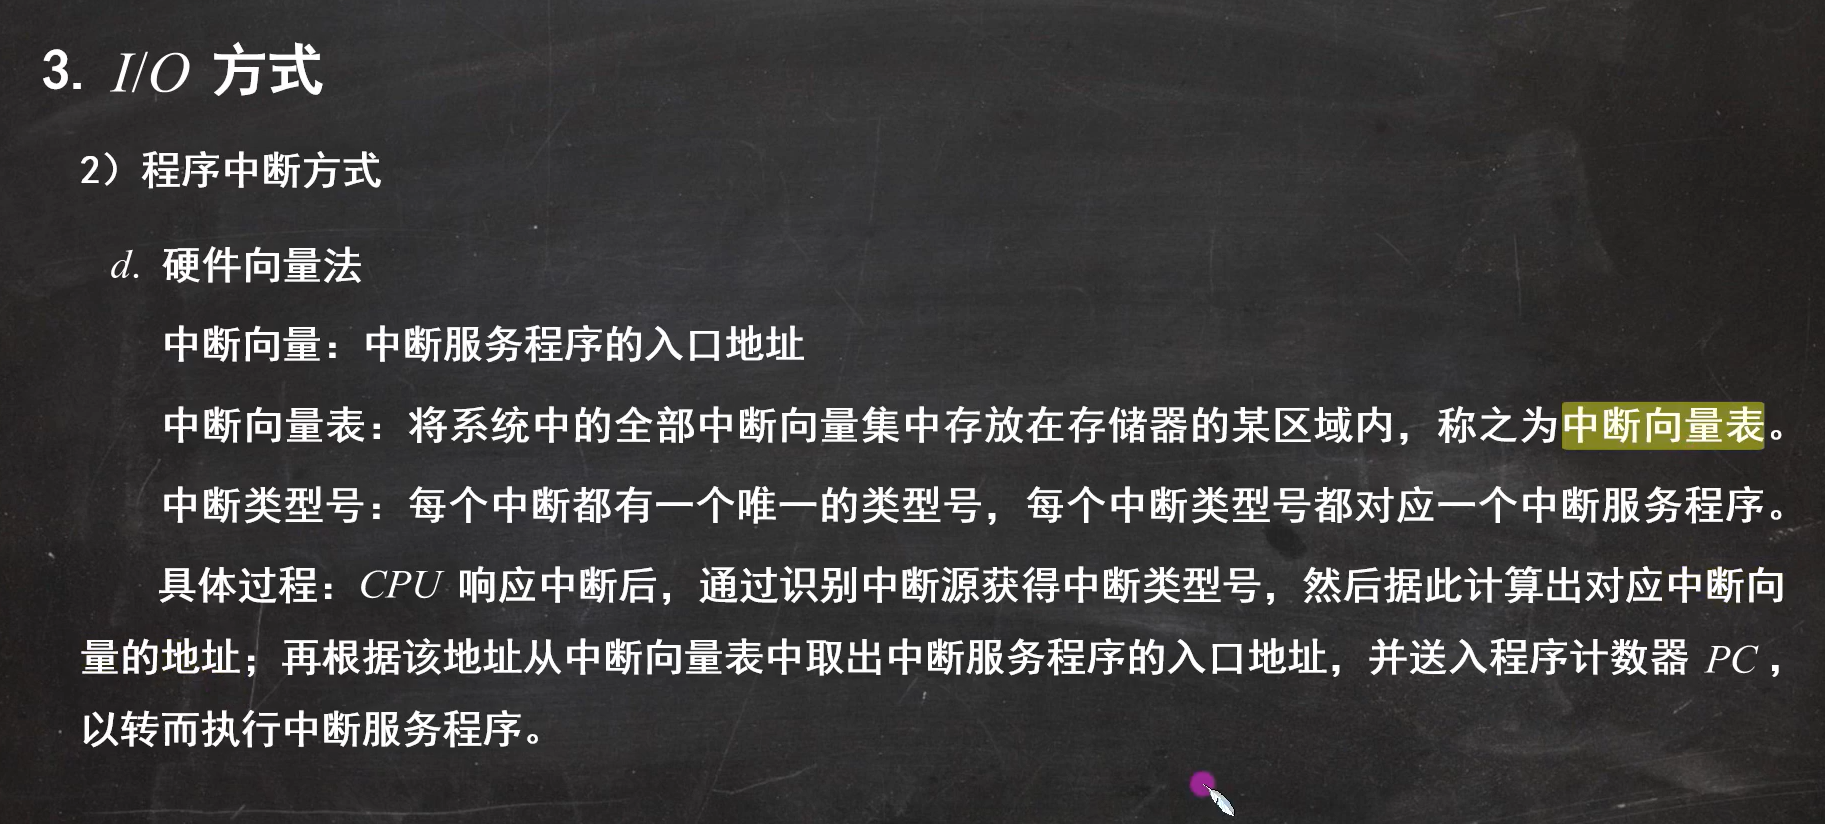 3. I/O 方式
2）程序中断方式
d. 硬件向量法
中断向量：中断服务程序的入口地址
中断向量表：将系统中的全部中断向量集中存放在存储器的某区域内，称之为中断向量表。
中断类型号：每个中断都有一个唯一的类型号，每个中断类型号都对应一个中断服务程序。
具体过程：CPU 响应中断后，通过识别中断源获得中断类型号，然后据此计算出对应中断向
量的地址；再根据该地址从中断向量表中取出中断服务程序的入口地址，并送入程序计数器 PC，
以转而执行中断服务程序。